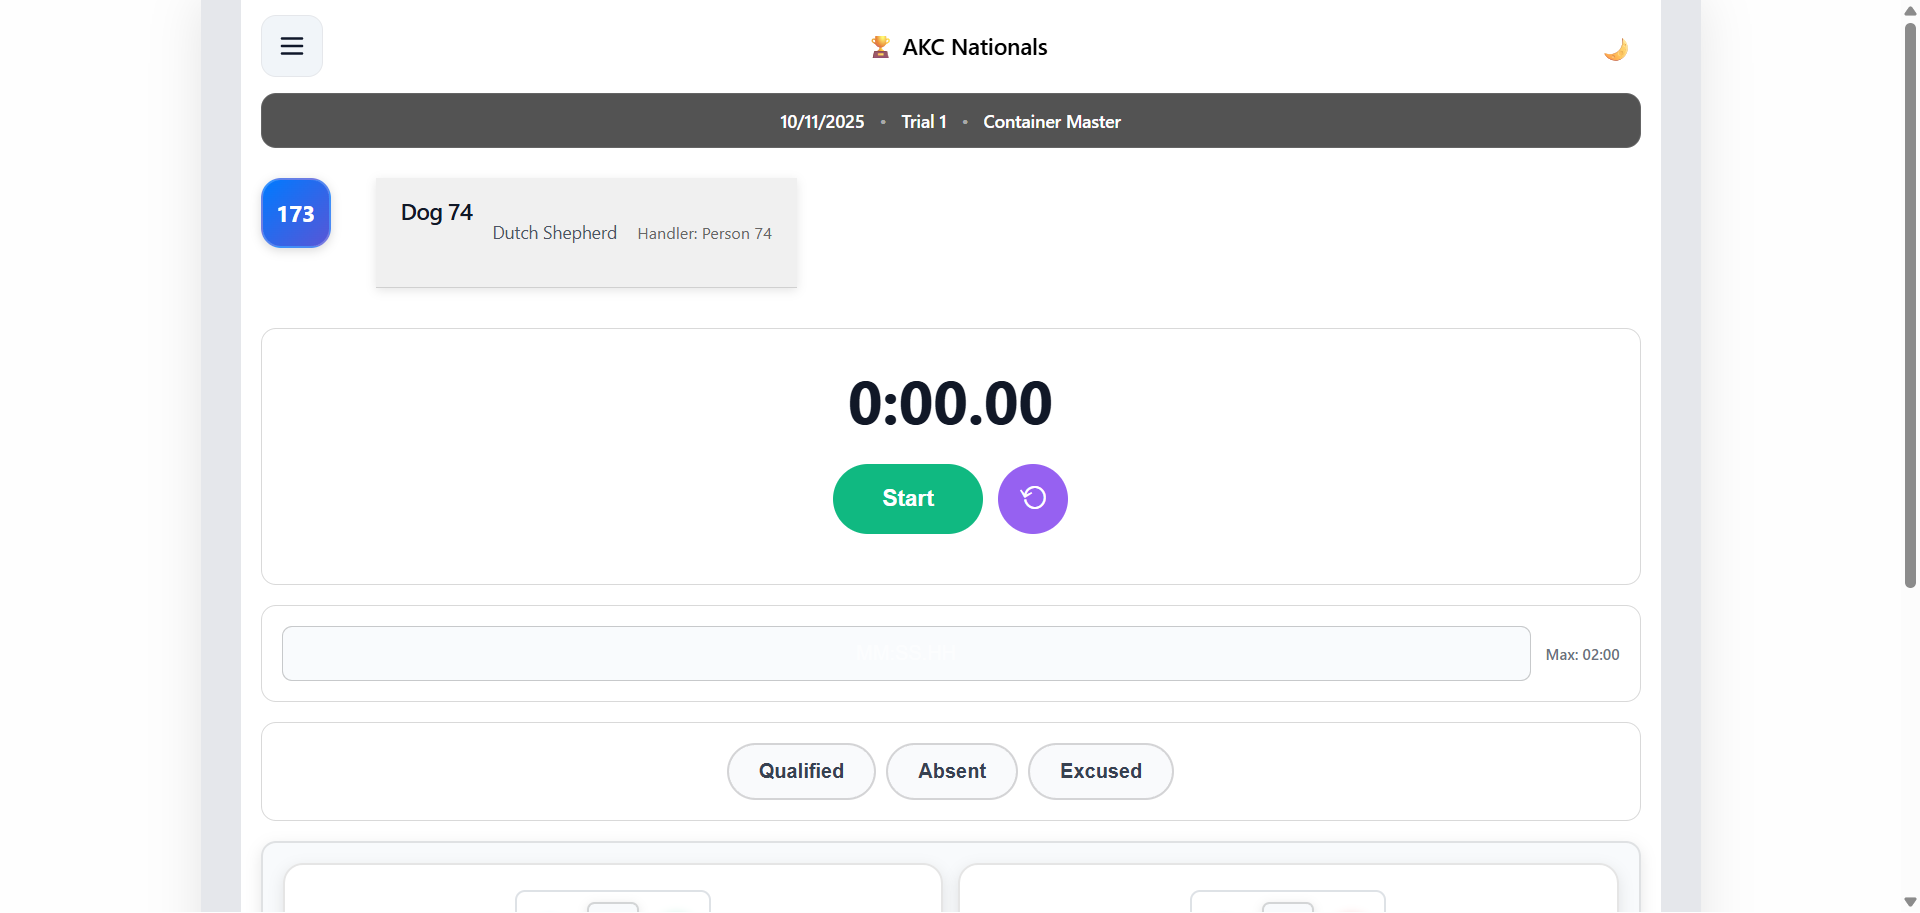 AKC Nationals
10/11/2025 • Trial 1 • Container Master
173
Dog 74
Dutch Shepherd Handler: Person 74
0:00.00
Start
Max: 02:00
Qualified Absent Excused